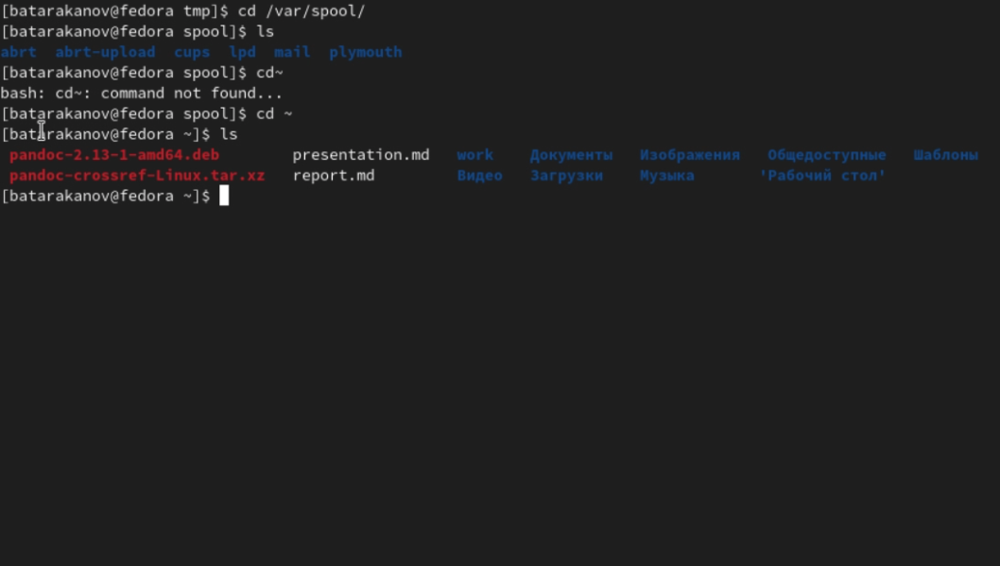 [batarakanov@fedora tmp]$ cd /var/spool/
[batarakanov@fedora spool]$ ls
abrt  abrt-upload  cups  lpd  mail  plymouth
[batarakanov@fedora spool]$ cd~
bash: cd~: command not found...
[batarakanov@fedora spool]$ cd ~
[batarakanov@fedora ~]$ ls
 pandoc-2.13-1-amd64.deb        presentation.md   work    Документы   Изображения   Общедоступные   Шаблоны
 pandoc-crossref-Linux.tar.xz   report.md         Видео   Загрузки    Музыка       'Рабочий стол'
[batarakanov@fedora ~]$